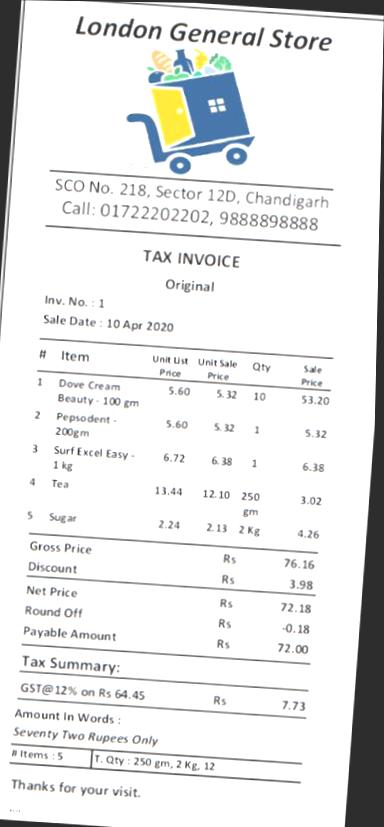 London General Store
SCO No. 218, Sector 12D, Chandigarh
Call: 01722202202, 9888898888
TAX INVOICE
Original
Inv. No. : 1
Sale Date : 10 Apr 2020
# Item Unit List Price Unit Sale Price Qty Sale Price
1 Dove Cream Beauty - 100 gm 5.60 5.32 10 53.20
2 Pepsodent - 200gm 5.60 5.32 1 5.32
3 Surf Excel Easy - 1 kg 6.72 6.38 1 6.38
4 Tea 13.44 12.10 250 gm 3.02
5 Sugar 2.24 2.13 2 Kg 4.26
Gross Price Rs 76.16
Discount Rs 3.98
Net Price Rs 72.18
Round Off Rs -0.18
Payable Amount Rs 72.00
Tax Summary:
GST@12% on Rs 64.45 Rs 7.73
Amount In Words :
Seventy Two Rupees Only
# Items : 5 T. Qty : 250 gm, 2 Kg, 12
Thanks for your visit.
....